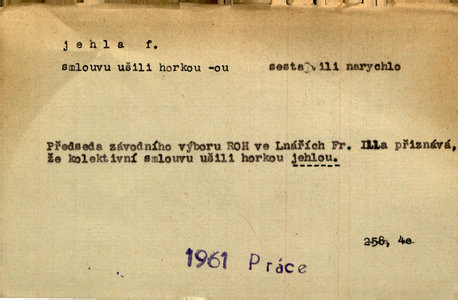 jehla f.
smlouvu ušili horkou -ou sestavili narychlo
Předseda závodního výboru ROH ve Lnářích Fr. Illa přiznává,
že kolektivní smlouvu ušili horkou jehlou.
258, 4e
1961 Práce